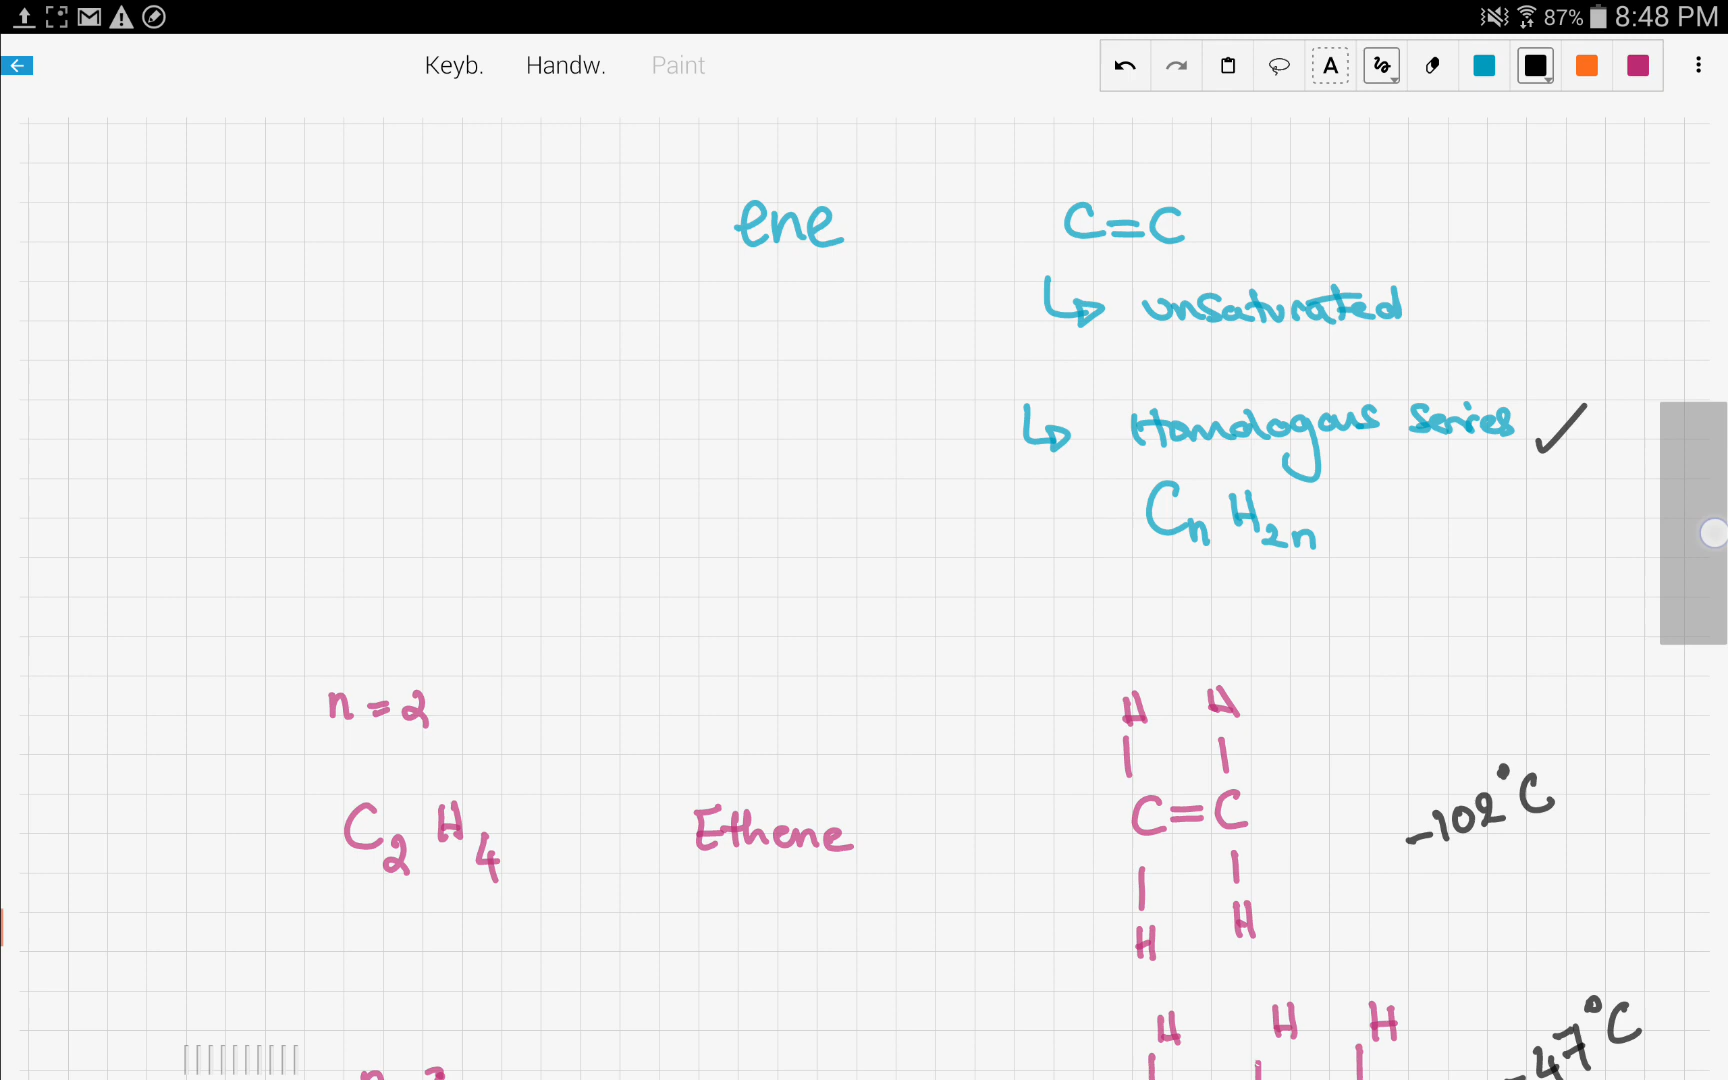 87% 8:48 PM
Keyb. Handw. Paint A
ene C=C
unsaturated
Homologous series ✓
CnH2n
n = 2
H H
C2H4 Ethene C=C -102°C
H H
H H H -47°C